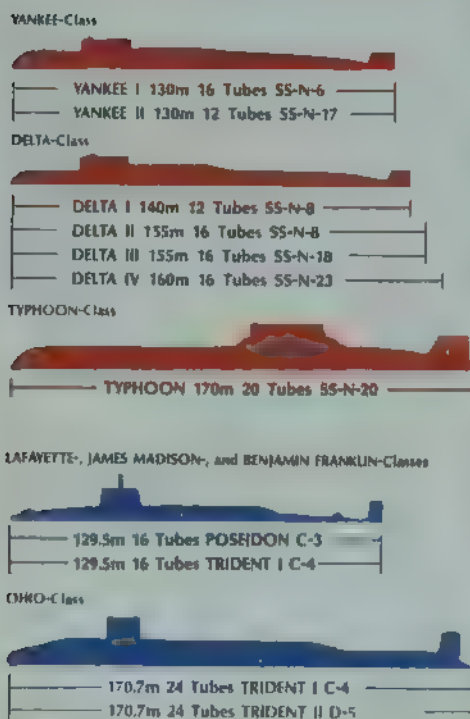 YANKEE-Class
YANKEE I 130m 16 Tubes SS-N-6
YANKEE II 130m 12 Tubes SS-N-17
DELTA-Class
DELTA I 140m 12 Tubes SS-N-8
DELTA II 155m 16 Tubes SS-N-8
DELTA III 155m 16 Tubes SS-N-18
DELTA IV 160m 16 Tubes SS-N-23
TYPHOON-Class
TYPHOON 170m 20 Tubes SS-N-20
LAFAYETTE-, JAMES MADISON-, and BENJAMIN FRANKLIN-Classes
129.5m 16 Tubes POSEIDON C-3
129.5m 16 Tubes TRIDENT I C-4
OHIO-Class
170.7m 24 Tubes TRIDENT I C-4
170.7m 24 Tubes TRIDENT II D-5